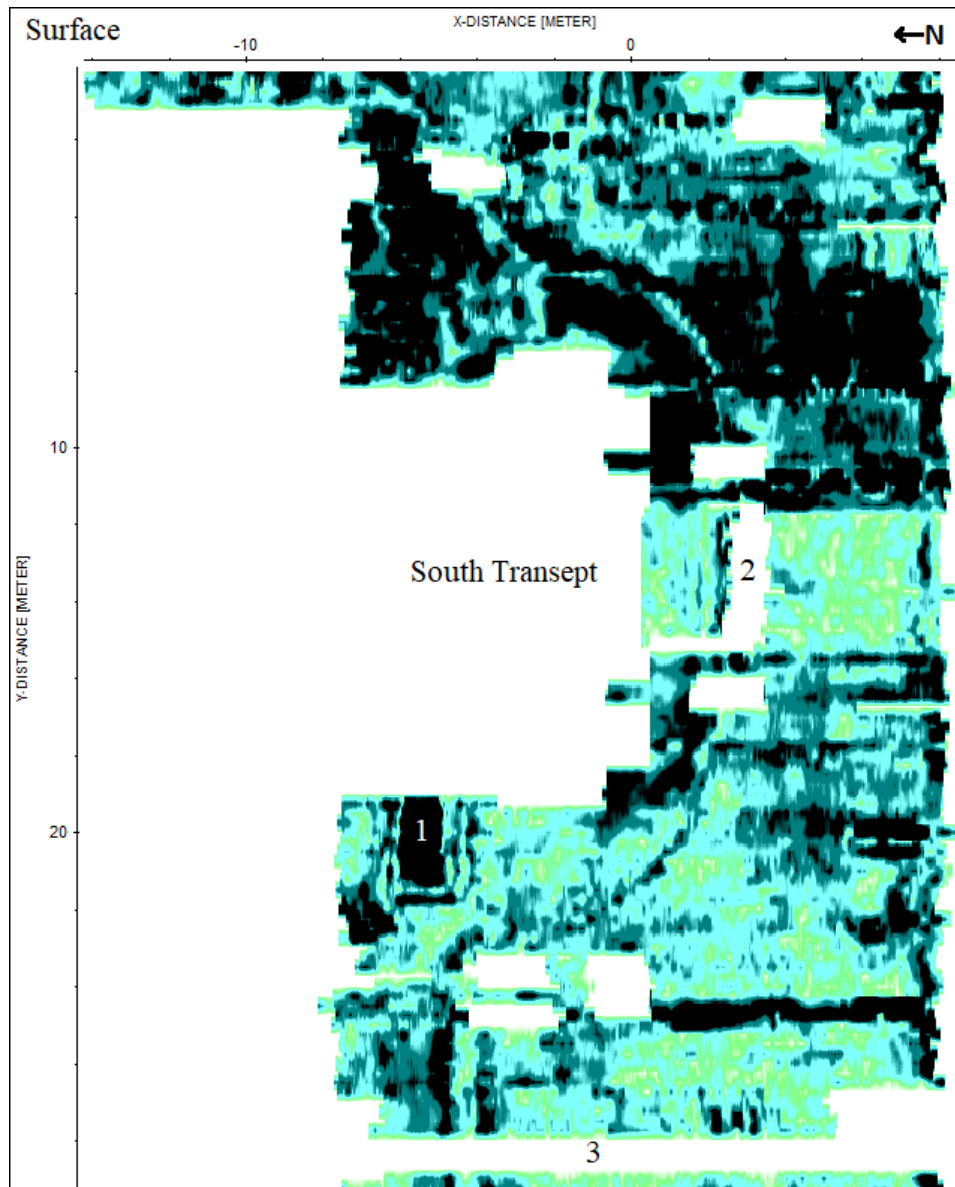 Surface
X-DISTANCE [METER]
←N
-10
0
10
Y-DISTANCE [METER]
South Transept
2
20
1
3